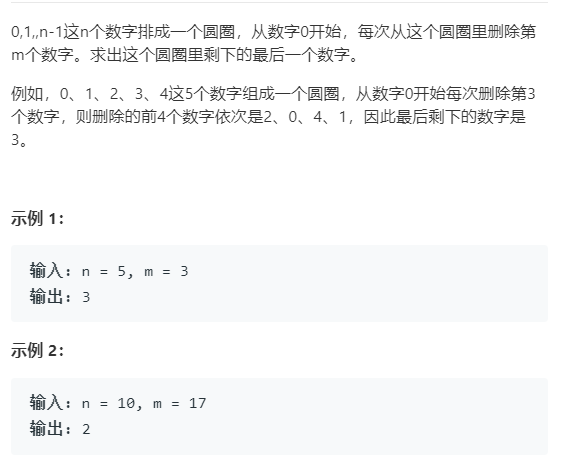 0,1,,n-1这n个数字排成一个圆圈，从数字0开始，每次从这个圆圈里删除第
m个数字。求出这个圆圈里剩下的最后一个数字。
例如，0、1、2、3、4这5个数字组成一个圆圈，从数字0开始每次删除第3
个数字，则删除的前4个数字依次是2、0、4、1，因此最后剩下的数字是
3。
示例 1：
输入：n = 5, m = 3
输出：3
示例 2：
输入：n = 10, m = 17
输出：2